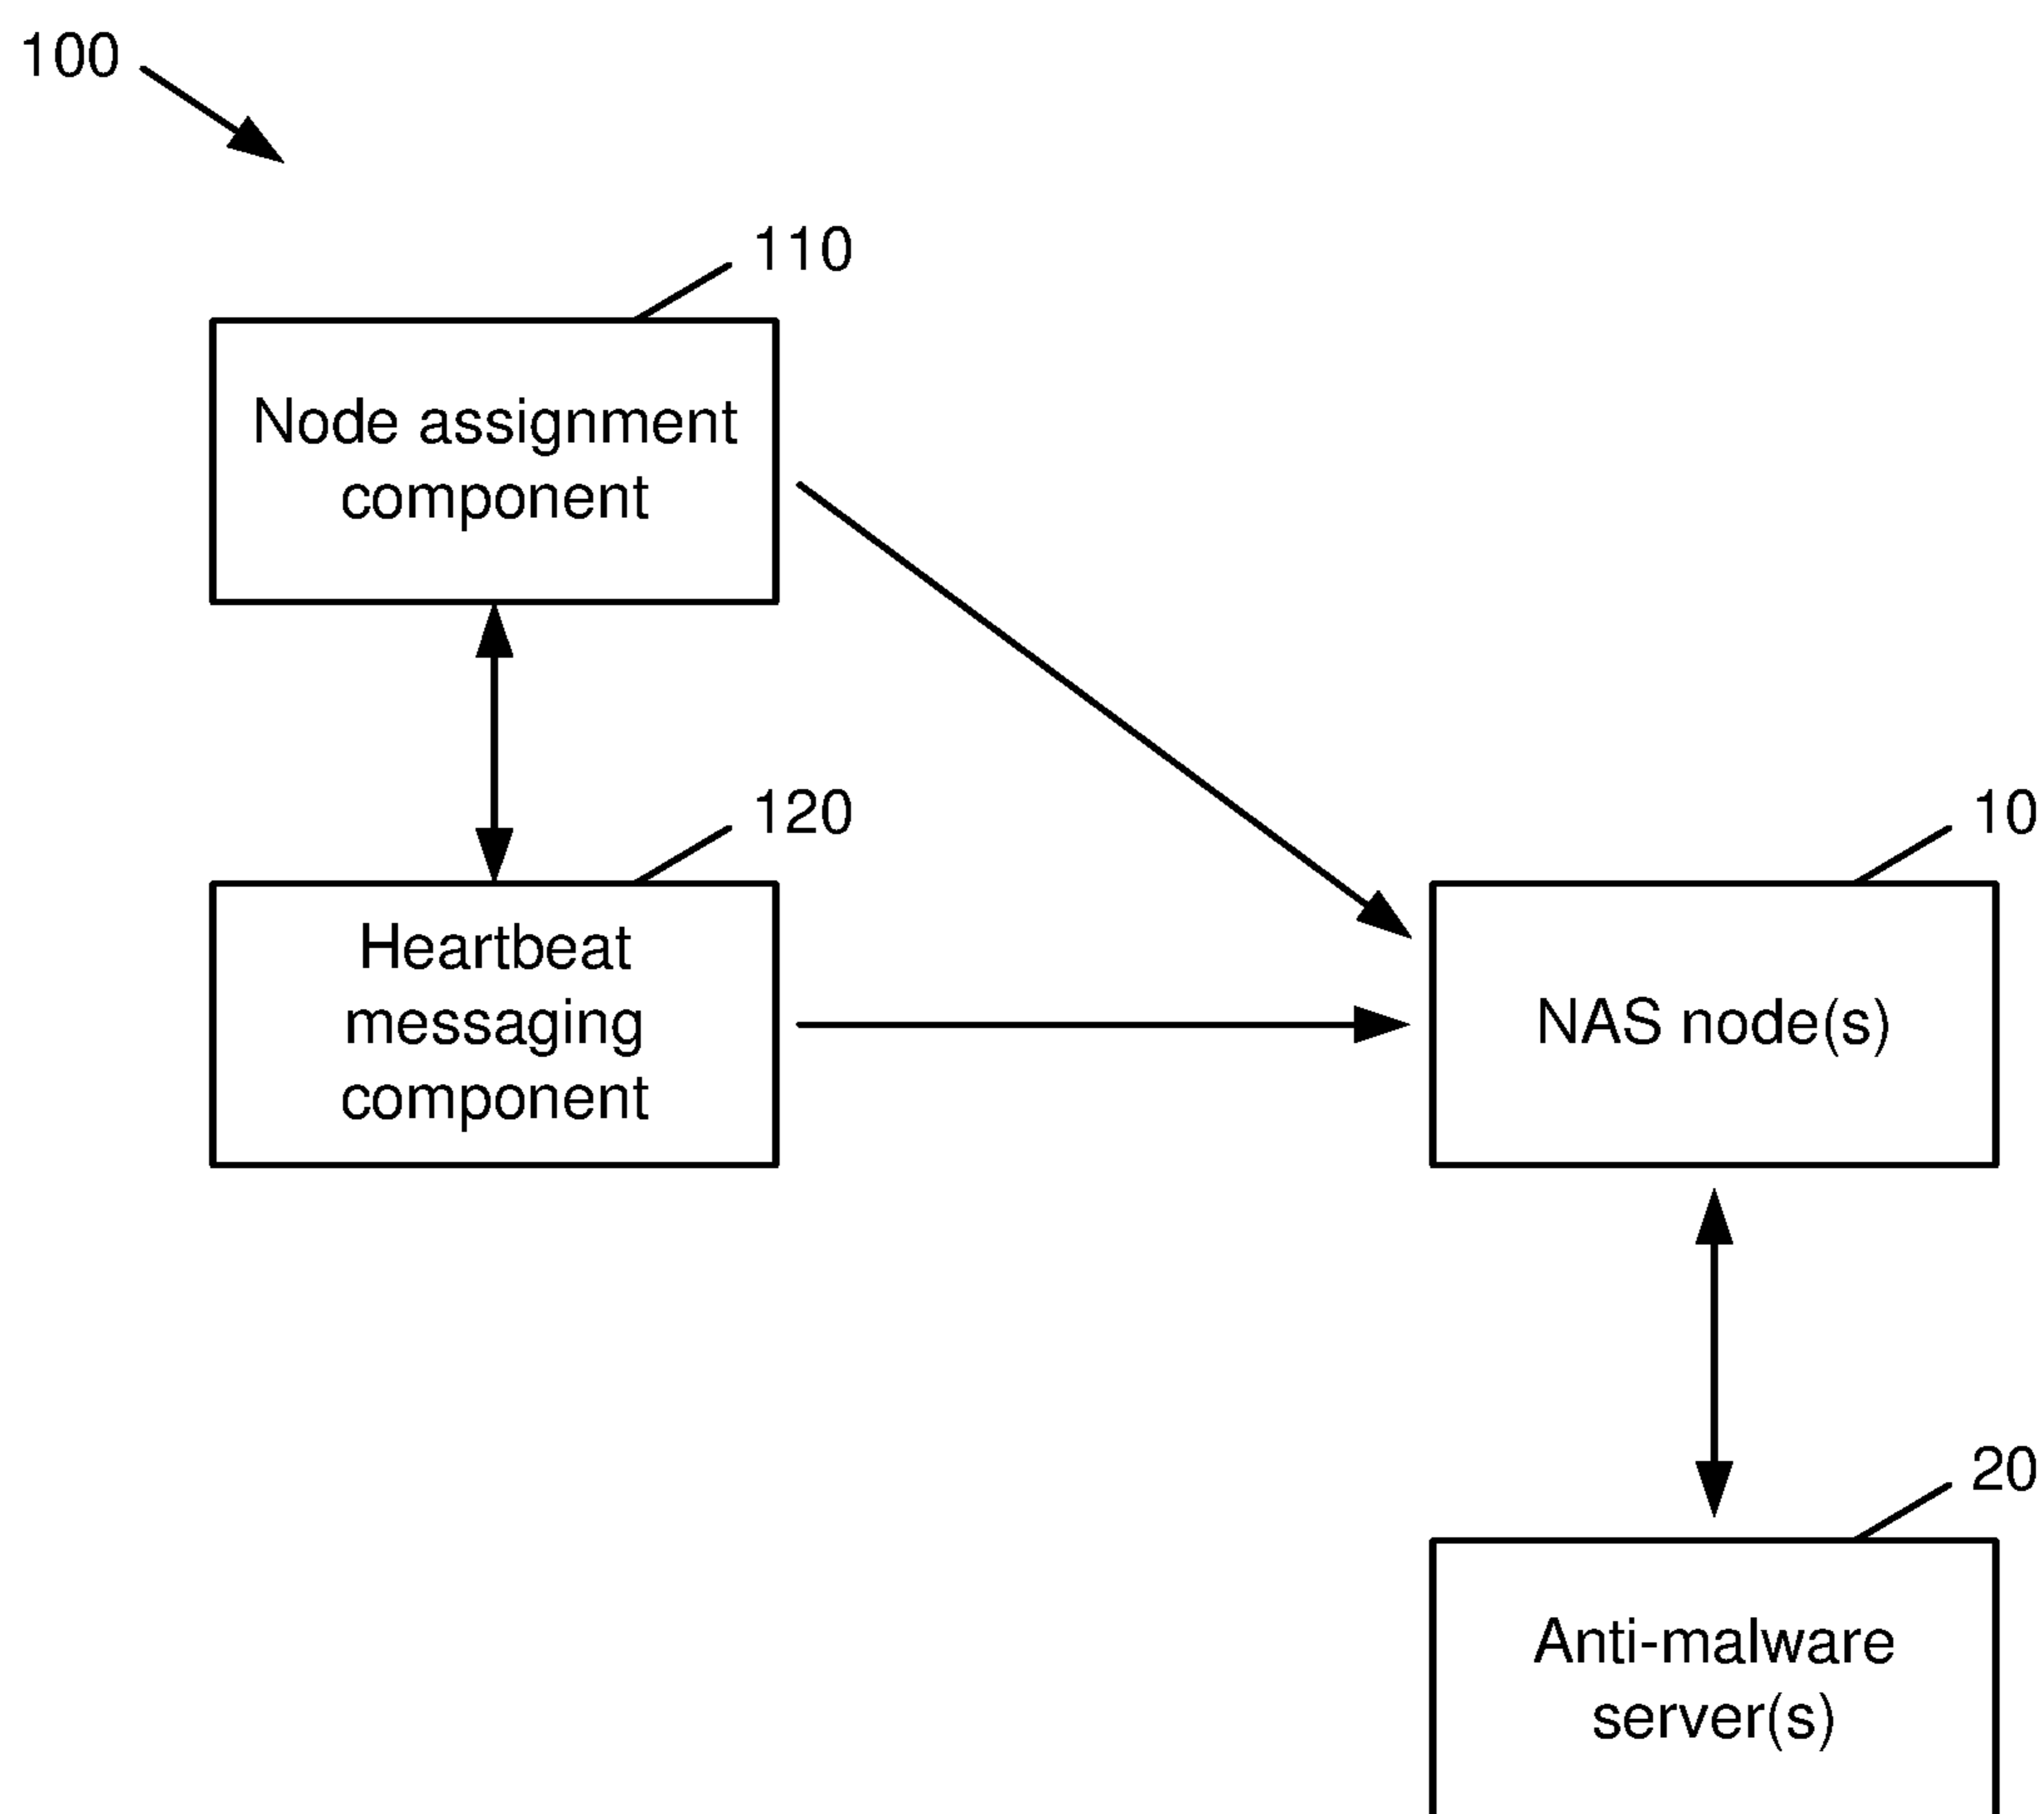 100
110
Node assignment
component
120
Heartbeat
messaging
component
10
NAS node(s)
20
Anti-malware
server(s)